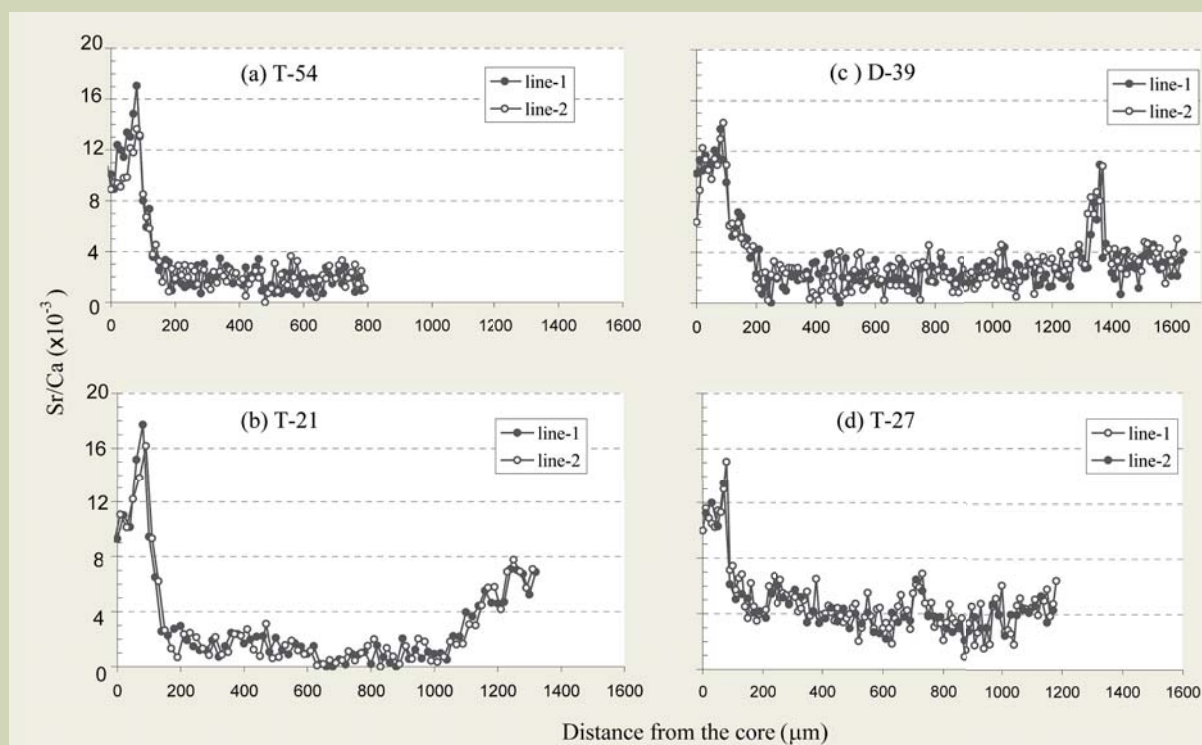 (a) T-54
line-1
line-2
20
16
12
8
4
0
0 200 400 600 800 1000 1200 1400 1600
(c ) D-39
line-1
line-2
0 200 400 600 800 1000 1200 1400 1600
Sr/Ca (x10⁻³)
(b) T-21
line-1
line-2
20
16
12
8
4
0
0 200 400 600 800 1000 1200 1400 1600
(d) T-27
line-1
line-2
0 200 400 600 800 1000 1200 1400 1600
Distance from the core (μm)